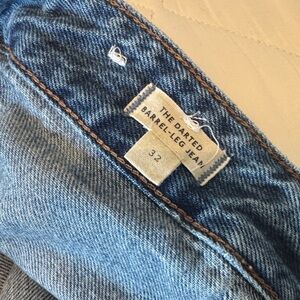 THE DARTED
BARREL-LEG JEAN
32